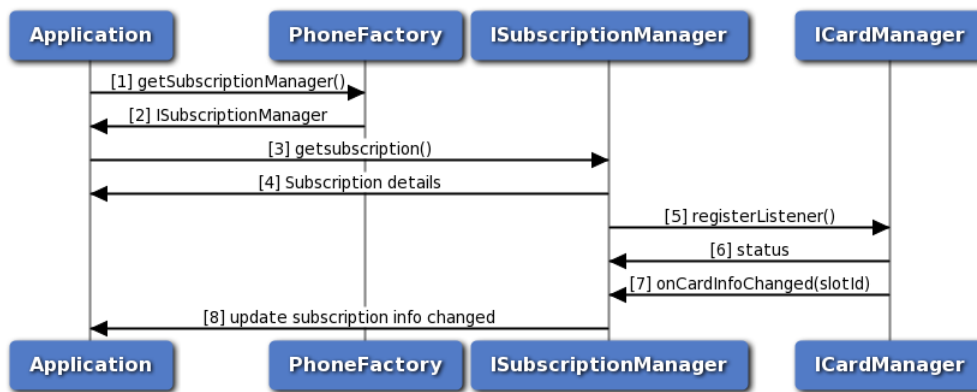 Application PhoneFactory ISubscriptionManager ICardManager
[1] getSubscriptionManager()
[2] ISubscriptionManager
[3] getsubscription()
[4] Subscription details
[5] registerListener()
[6] status
[7] onCardInfoChanged(slotId)
[8] update subscription info changed
Application PhoneFactory ISubscriptionManager ICardManager